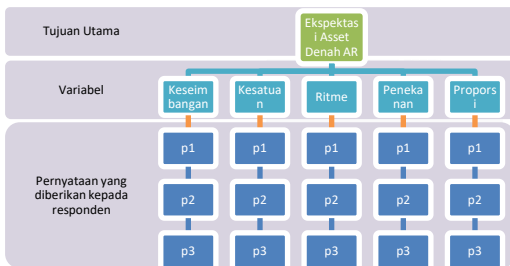 Tujuan Utama
Ekspektas
i Asset
Denah AR
Variabel
Keseim
bangan
Kesatua
n
Ritme
Peneka
nan
Propors
i
Pernyataan yang
diberikan kepada
responden
p1
p1
p1
p1
p1
p2
p2
p2
p2
p2
p3
p3
p3
p3
p3